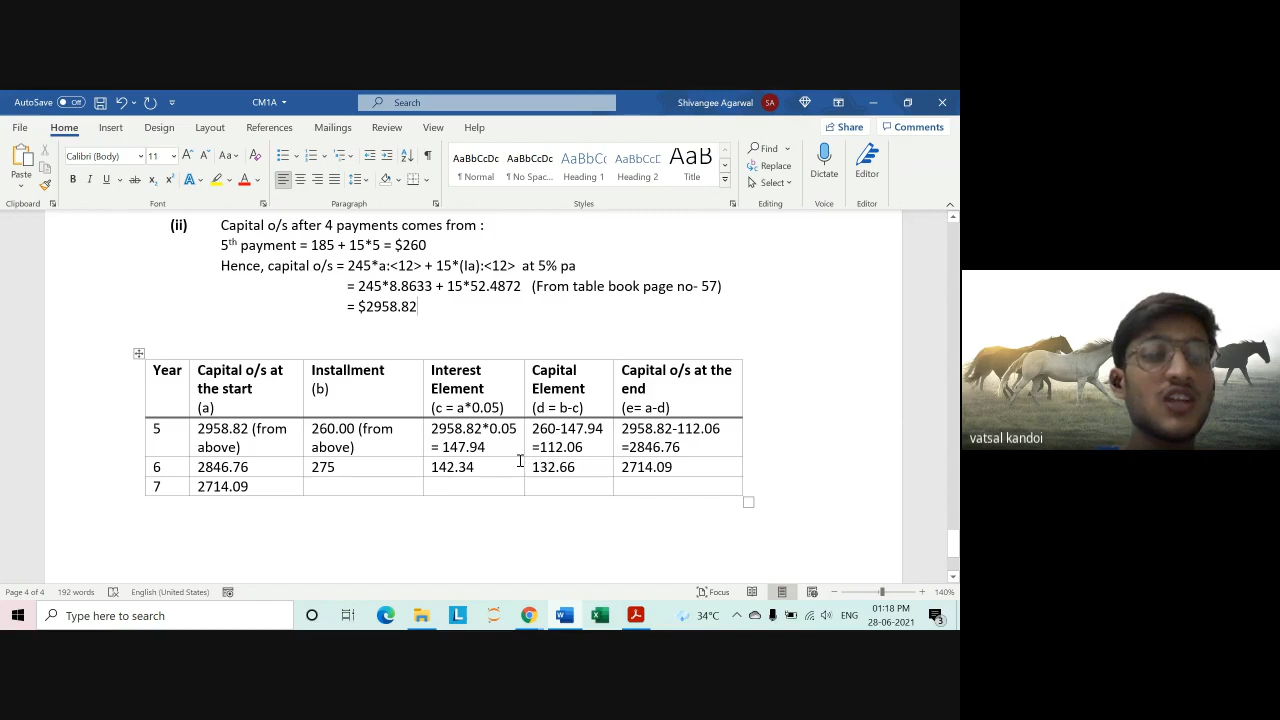 AutoSave Off CM1A Search Shivangee Agarwal SA
File Home Insert Design Layout References Mailings Review View Help Share Comments
Calibri (Body) 11 A A Aa
AaBbCcDc AaBbCcDc AaBbCc AaBbCcD AaB
Find
Replace
Select
Paste B I U ab x₂ x² A A
¶ Normal ¶ No Spac... Heading 1 Heading 2 Title
Dictate Editor
Clipboard Font Paragraph Styles Editing Voice Editor
(ii) Capital o/s after 4 payments comes from :
5th payment = 185 + 15*5 = $260
Hence, capital o/s = 245*a:<12> + 15*(Ia):<12> at 5% pa
= 245*8.8633 + 15*52.4872 (From table book page no- 57)
= $2958.82
Year Capital o/s at the start (a) Installment (b) Interest Element (c = a*0.05) Capital Element (d = b-c) Capital o/s at the end (e= a-d)
5 2958.82 (from above) 260.00 (from above) 2958.82*0.05 = 147.94 260-147.94 =112.06 2958.82-112.06 =2846.76
6 2846.76 275 142.34 132.66 2714.09
7 2714.09
vatsal kandoi
Page 4 of 4 192 words English (United States) Focus 140%
Type here to search L 34°C ENG 01:18 PM 28-06-2021 3